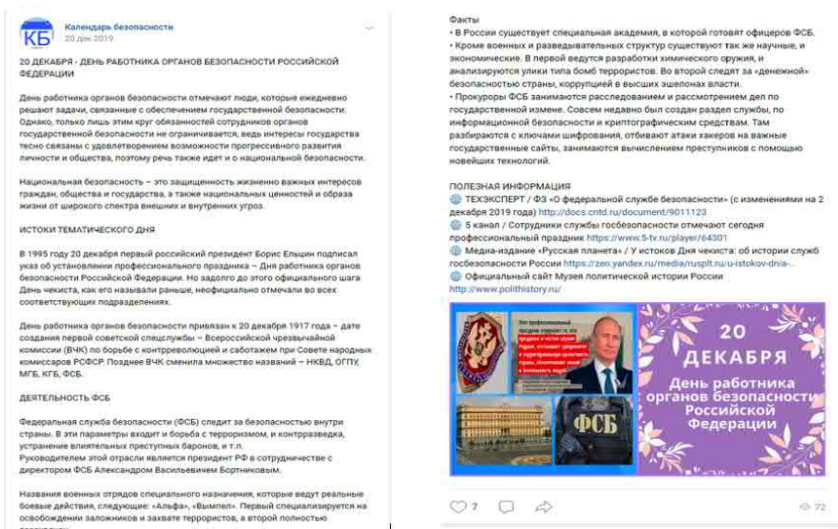 КБ
Календарь безопасности
20 дек 2019
20 ДЕКАБРЯ - ДЕНЬ РАБОТНИКА ОРГАНОВ БЕЗОПАСНОСТИ РОССИЙСКОЙ
ФЕДЕРАЦИИ
День работника органов безопасности отмечают люди, которые ежедневно
решают задачи, связанные с обеспечением государственной безопасности.
Однако, только лишь этим круг обязанностей сотрудников органов
государственной безопасности не ограничивается, ведь интересы государства
тесно связаны с удовлетворением возможности прогрессивного развития
личности и общества, поэтому речь также идет и о национальной безопасности.
Национальная безопасность – это защищенность жизненно важных интересов
граждан, общества и государства, а также национальных ценностей и образа
жизни от широкого спектра внешних и внутренних угроз.
ИСТОКИ ТЕМАТИЧЕСКОГО ДНЯ
В 1995 году 20 декабря первый российский президент Борис Ельцин подписал
указ об установлении профессионального праздника – Дня работника органов
безопасности Российской Федерации. Но задолго до этого официального шага
День чекиста, как его называли раньше, неофициально отмечали во всех
соответствующих подразделениях.
День работника органов безопасности привязан к 20 декабря 1917 года – дате
создания первой советской спецслужбы – Всероссийской чрезвычайной
комиссии (ВЧК) по борьбе с контрреволюцией и саботажем при Совете народных
комиссаров РСФСР. Позднее ВЧК сменила множество названий – НКВД, ОГПУ,
МГБ, КГБ, ФСБ.
ДЕЯТЕЛЬНОСТЬ ФСБ
Федеральная служба безопасности (ФСБ) следит за безопасностью внутри
страны. В эти параметры входит и борьба с терроризмом, и контрразведка,
устранение влиятельных преступных баронов, и т.п.
Руководителем этой отрасли является президент РФ в сотрудничестве с
директором ФСБ Александром Васильевичем Бортниковым.
Названия военных отрядов специального назначения, которые ведут реальные
боевые действия, следующие: «Альфа», «Вымпел». Первый специализируется на
освобождении заложников и захвате террористов, а второй полностью
Факты
• В России существует специальная академия, в которой готовят офицеров ФСБ.
• Кроме военных и разведывательных структур существуют так же научные, и
экономические. В первой ведутся разработки химического оружия, и
анализируются улики типа бомб террористов. Во второй следят за «денежной»
безопасностью страны, коррупцией в высших эшелонах власти.
• Прокуроры ФСБ занимаются расследованием и рассмотрением дел по
государственной измене. Совсем недавно был создан раздел службы, по
информационной безопасности и криптографическим средствам. Там
разбираются с ключами шифрования, отбивают атаки хакеров на важные
государственные сайты, занимаются вычислением преступников с помощью
новейших технологий.
ПОЛЕЗНАЯ ИНФОРМАЦИЯ
ТЕХЭКСПЕРТ / ФЗ «О федеральной службе безопасности» (с изменениями на 2
декабря 2019 года) http://docs.cntd.ru/document/9011123
5 канал / Сотрудники службы госбезопасности отмечают сегодня
профессиональный праздник https://www.5-tv.ru/player/64301
Медиа-издание «Русская планета» / У истоков Дня чекиста: об истории служб
госбезопасности России https://zen.yandex.ru/media/rusplt.ru/u-istokov-dnia-..
Официальный сайт Музея политической истории России
http://www.polithistory.ru/
ФСБ
20
ДЕКАБРЯ
День работника
органов безопасности
Российской
Федерации
7
72